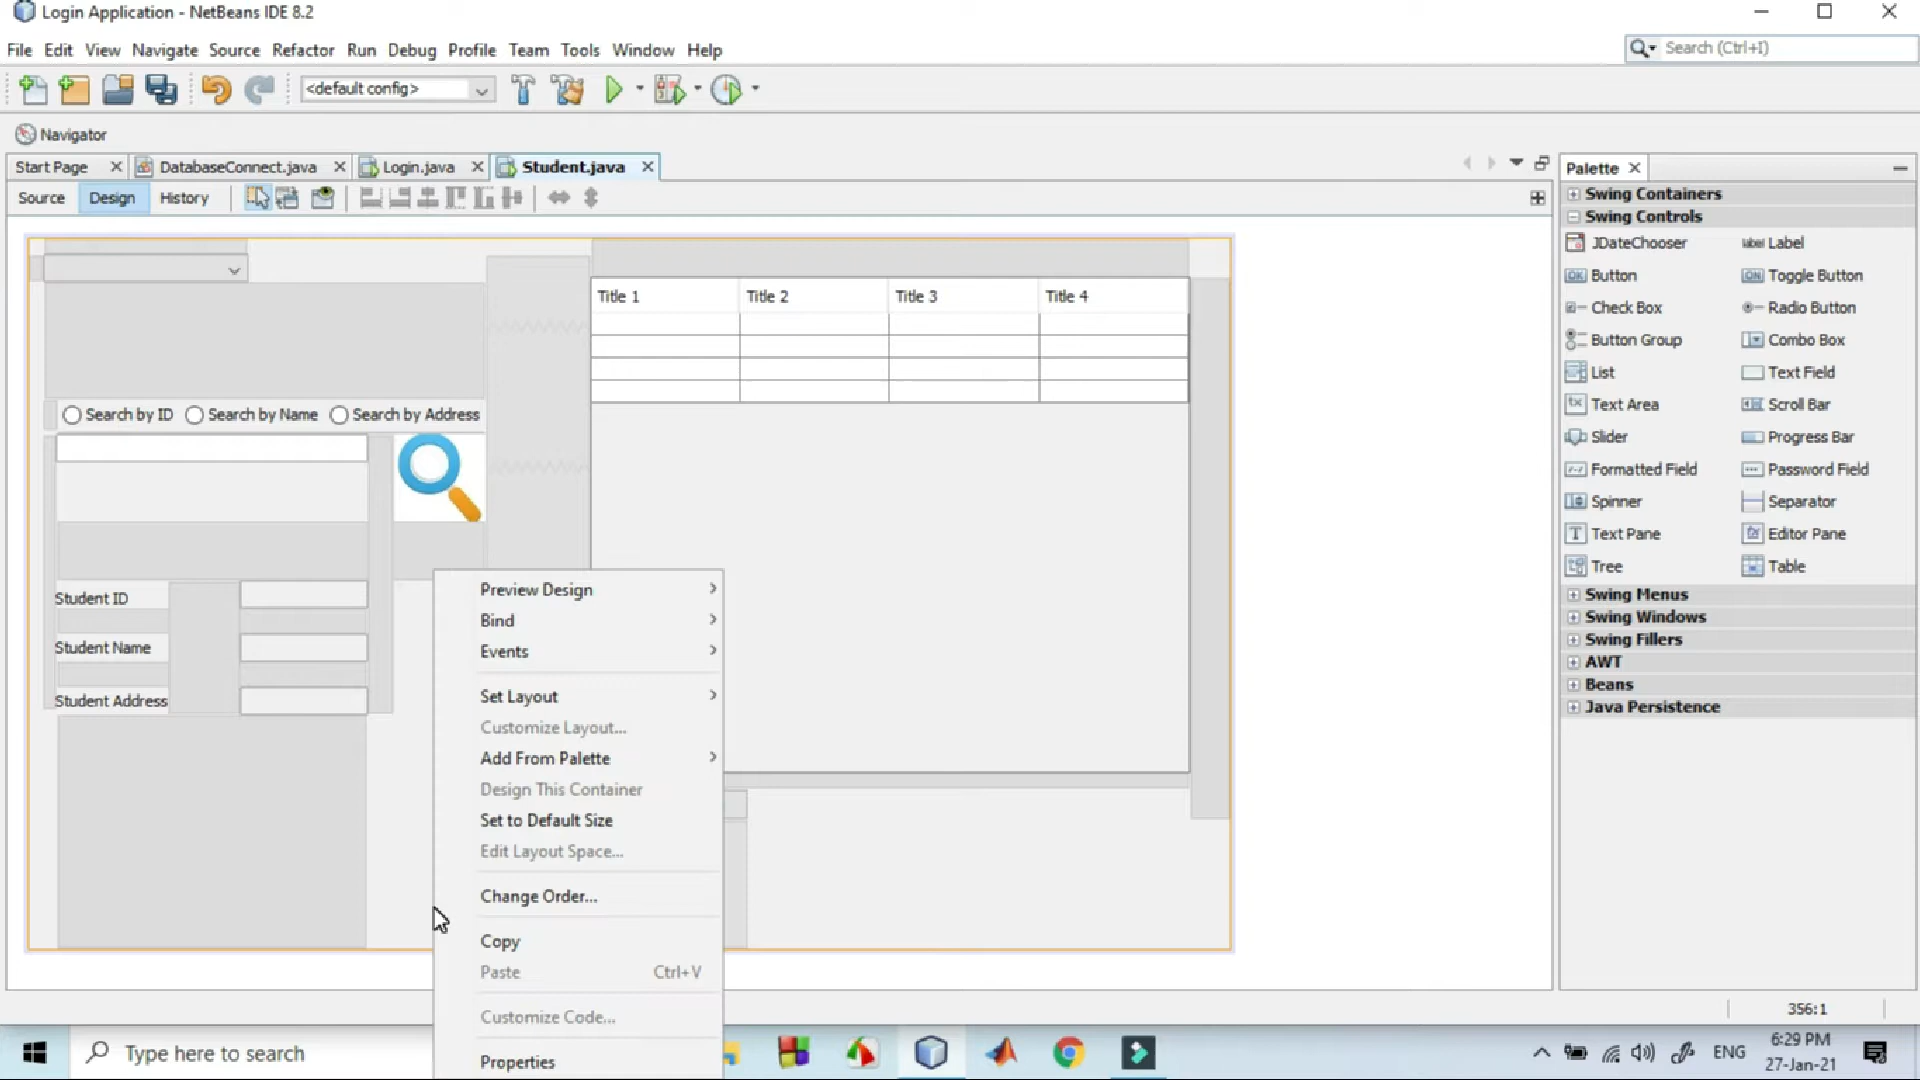 Login Application - NetBeans IDE 8.2
File Edit View Navigate Source Refactor Run Debug Profile Team Tools Window Help
Search (Ctrl+I)
<default config>
Navigator
Start Page
DatabaseConnect.java
Login.java
Student.java
Source Design History
Title 1 Title 2 Title 3 Title 4
Search by ID Search by Name Search by Address
Student ID
Student Name
Student Address
Preview Design
Bind
Events
Set Layout
Customize Layout...
Add From Palette
Design This Container
Set to Default Size
Edit Layout Space...
Change Order...
Copy
Paste Ctrl+V
Customize Code...
Properties
Palette
Swing Containers
Swing Controls
JDateChooser
label Label
OK Button
ON Toggle Button
Check Box
Radio Button
Button Group
Combo Box
List
Text Field
Text Area
Scroll Bar
Slider
Progress Bar
Formatted Field
Password Field
Spinner
Separator
T Text Pane
Editor Pane
Tree
Table
Swing Menus
Swing Windows
Swing Fillers
AWT
Beans
Java Persistence
356:1
Type here to search
ENG
6:29 PM
27-Jan-21